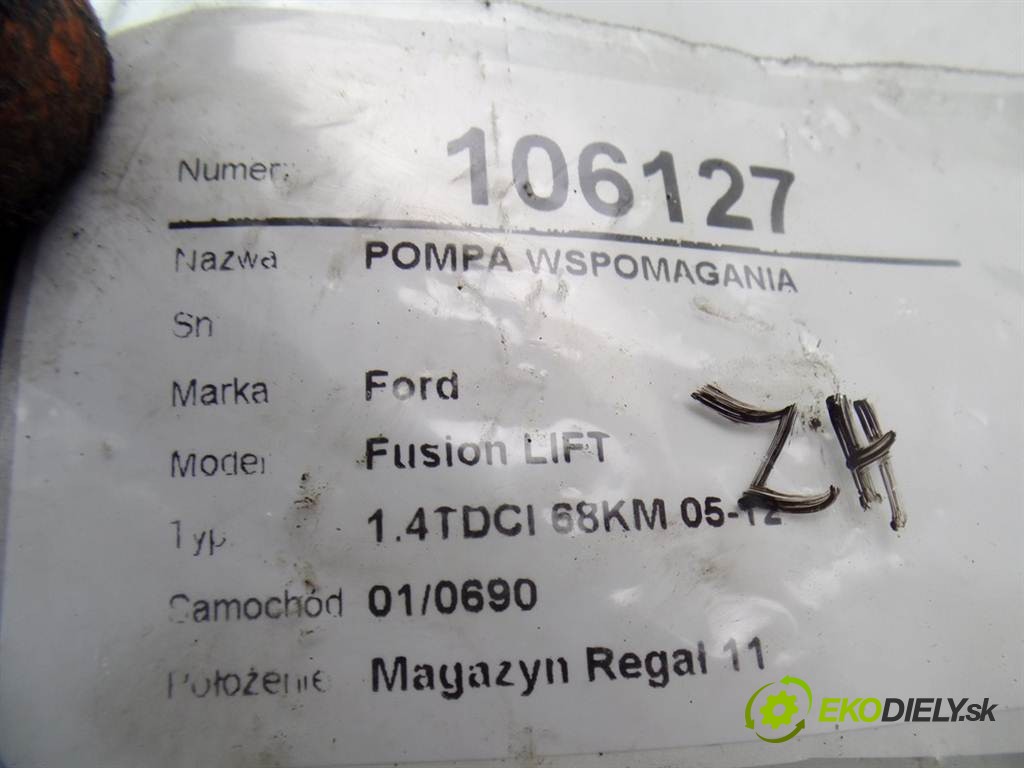 Numer: 106127
Nazwa POMPA WSPOMAGANIA
Sn
Marka Ford
Model Fusion LIFT
Typ 1.4TDCI 68KM 05-12
ZH
Samochód 01/0690
Położenie Magazyn Regał 11
EKODIELY.sk